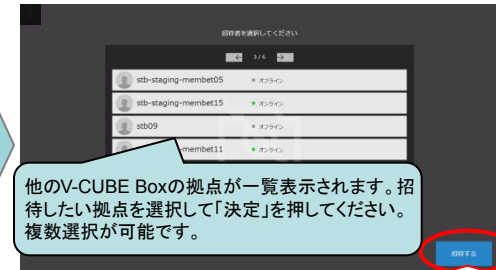 招待者を選択してください
← 3/6 →
stb-staging-membet05 ● オフライン
stb-staging-membet15 ● オンライン
stb09 ● オフライン
-membet11 ● オンライン
他のV-CUBE Boxの拠点が一覧表示されます。招
待したい拠点を選択して「決定」を押してください。
複数選択が可能です。
招待する